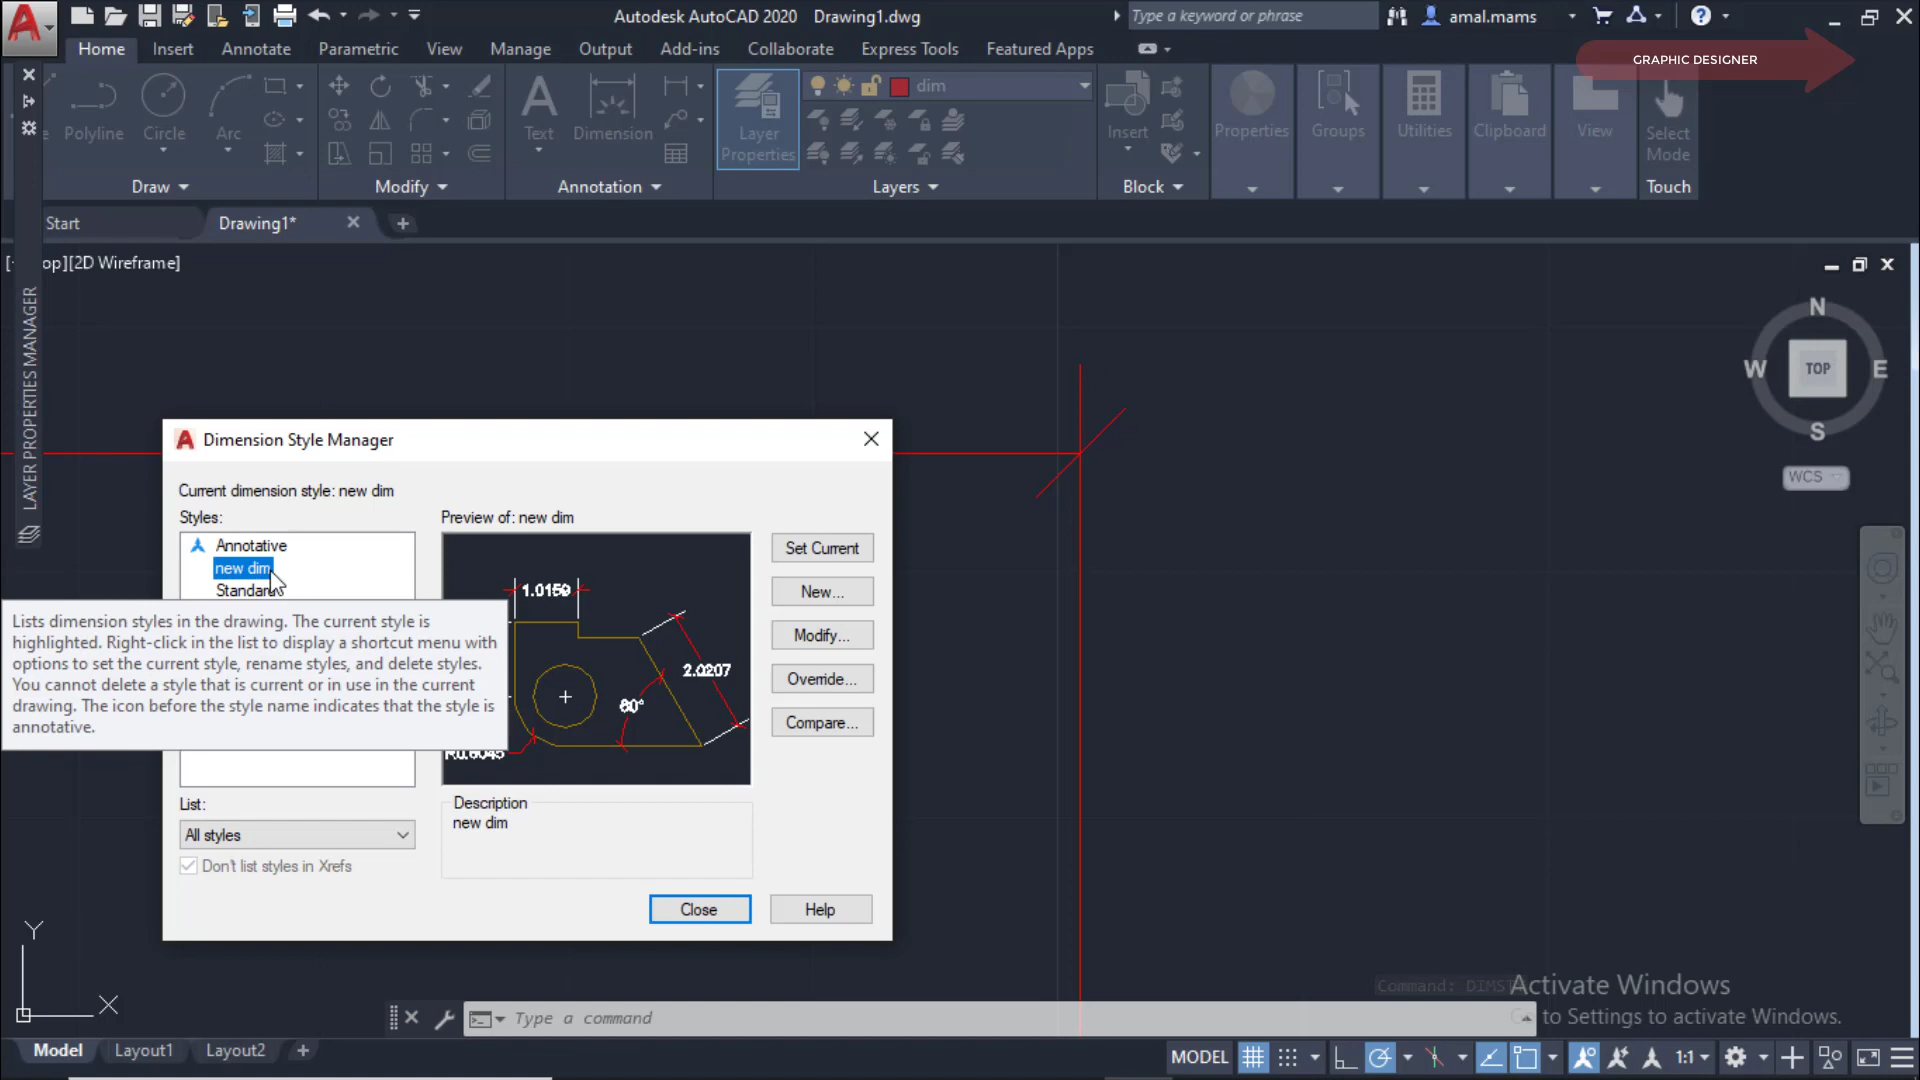 Autodesk AutoCAD 2020 Drawing1.dwg
Type a keyword or phrase
amal.mams
Home Insert Annotate Parametric View Manage Output Add-ins Collaborate Express Tools Featured Apps
GRAPHIC DESIGNER
Polyline Circle Arc
Text Dimension
Layer
Properties
dim
Insert
Properties Groups Utilities Clipboard View
Select
Mode
Draw Modify Annotation Layers Block Touch
Start Drawing1*
op][2D Wireframe]
LAYER PROPERTIES MANAGER
N
W TOP E
S
WCS
Dimension Style Manager
Current dimension style: new dim
Styles:
Annotative
new dim
Standard
Lists dimension styles in the drawing. The current style is
highlighted. Right-click in the list to display a shortcut menu with
options to set the current style, rename styles, and delete styles.
You cannot delete a style that is current or in use in the current
drawing. The icon before the style name indicates that the style is
annotative.
Preview of: new dim
1.0159
2.0207
60°
Set Current
New...
Modify...
Override...
Compare...
List:
All styles
Don't list styles in Xrefs
Description
new dim
Close Help
Y
X
Activate Windows
to Settings to activate Windows.
Type a command
Model Layout1 Layout2
MODEL 1:1